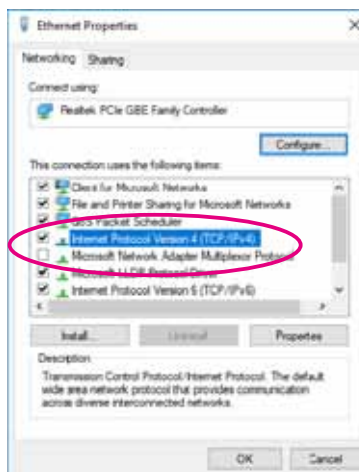 Ethernet Properties
Networking Sharing
Connect using:
Realtek PCIe GBE Family Controller
Configure...
This connection uses the following items:
Client for Microsoft Networks
File and Printer Sharing for Microsoft Networks
QoS Packet Scheduler
Internet Protocol Version 4 (TCP/IPv4)
Microsoft Network Adapter Multiplexor Protocol
Microsoft LLDP Protocol Driver
Internet Protocol Version 6 (TCP/IPv6)
Install... Uninstall Properties
Description
Transmission Control Protocol/Internet Protocol. The default
wide area network protocol that provides communication
across diverse interconnected networks.
OK Cancel